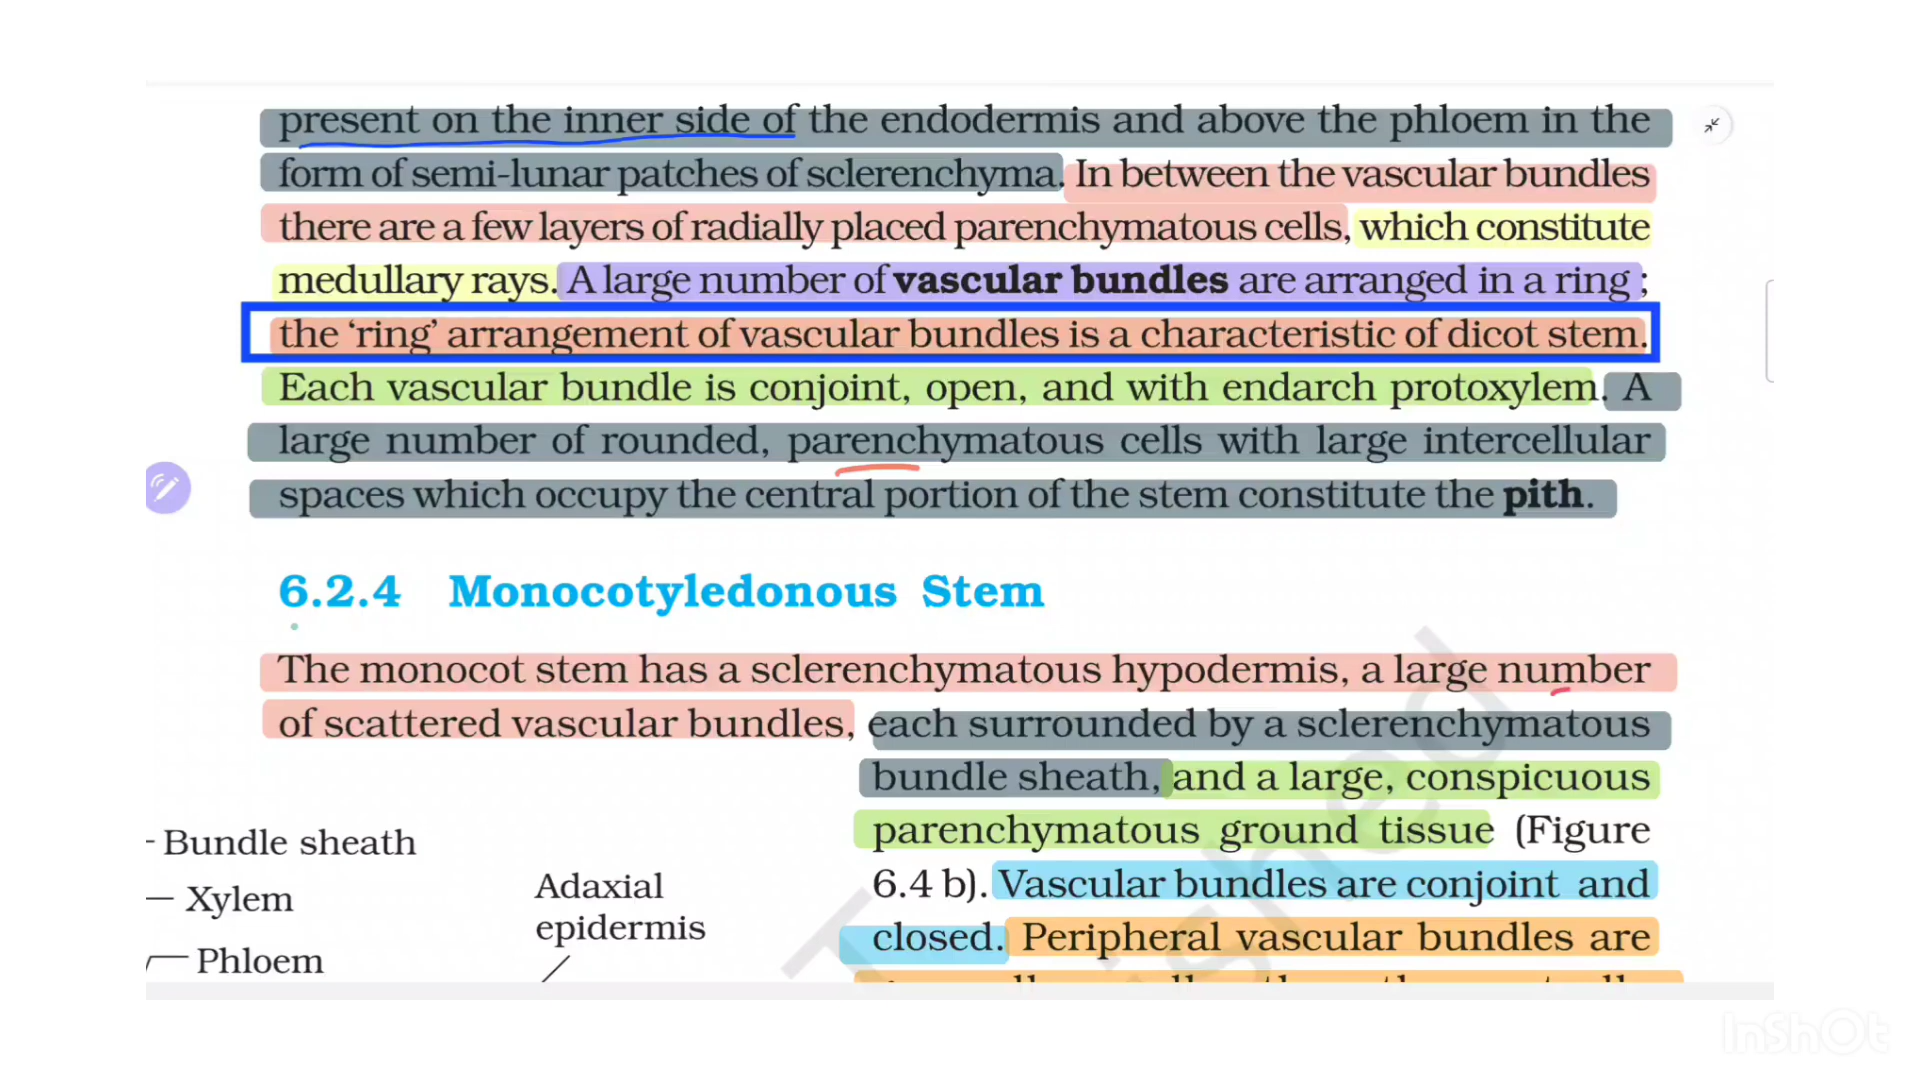 present on the inner side of the endodermis and above the phloem in the
form of semi-lunar patches of sclerenchyma. In between the vascular bundles
there are a few layers of radially placed parenchymatous cells, which constitute
medullary rays. A large number of vascular bundles are arranged in a ring ;
the ‘ring’ arrangement of vascular bundles is a characteristic of dicot stem.
Each vascular bundle is conjoint, open, and with endarch protoxylem. A
large number of rounded, parenchymatous cells with large intercellular
spaces which occupy the central portion of the stem constitute the pith.
6.2.4 Monocotyledonous Stem
The monocot stem has a sclerenchymatous hypodermis, a large number
of scattered vascular bundles, each surrounded by a sclerenchymatous
bundle sheath, and a large, conspicuous
parenchymatous ground tissue (Figure
6.4 b). Vascular bundles are conjoint and
closed. Peripheral vascular bundles are
Bundle sheath
Xylem
Phloem
Adaxial
epidermis
InShOt